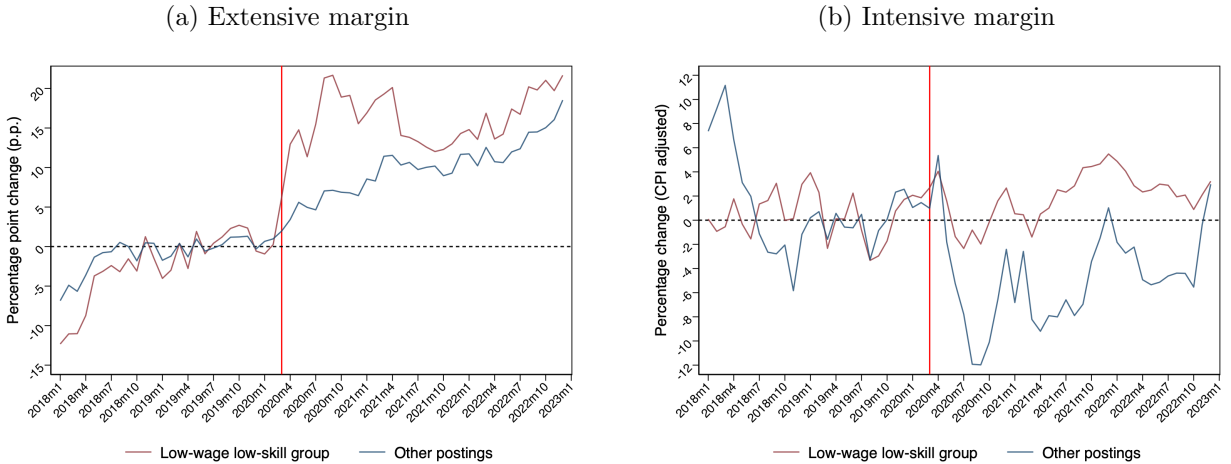 (a) Extensive margin
Percentage point change (p.p.)
20
15
10
5
0
-5
-10
-15
2018m1 2018m4 2018m7 2018m10 2019m1 2019m4 2019m7 2019m10 2020m1 2020m4 2020m7 2020m10 2021m1 2021m4 2021m7 2021m10 2022m1 2022m4 2022m7 2022m10 2023m1
Low-wage low-skill group Other postings
(b) Intensive margin
Percentage change (CPI adjusted)
12
10
8
6
4
2
0
-2
-4
-6
-8
-10
-12
2018m1 2018m4 2018m7 2018m10 2019m1 2019m4 2019m7 2019m10 2020m1 2020m4 2020m7 2020m10 2021m1 2021m4 2021m7 2021m10 2022m1 2022m4 2022m7 2022m10 2023m1
Low-wage low-skill group Other postings